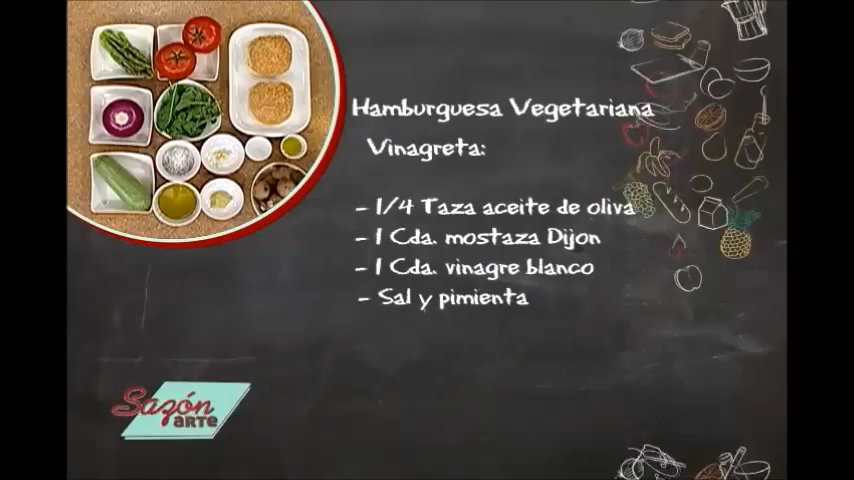 Hamburguesa Vegetariana
Vinagreta:
- 1/4 Taza aceite de oliva
- 1 Cda. mostaza Dijon
- 1 Cda. vinagre blanco
- Sal y pimienta
Sazón
ARTE